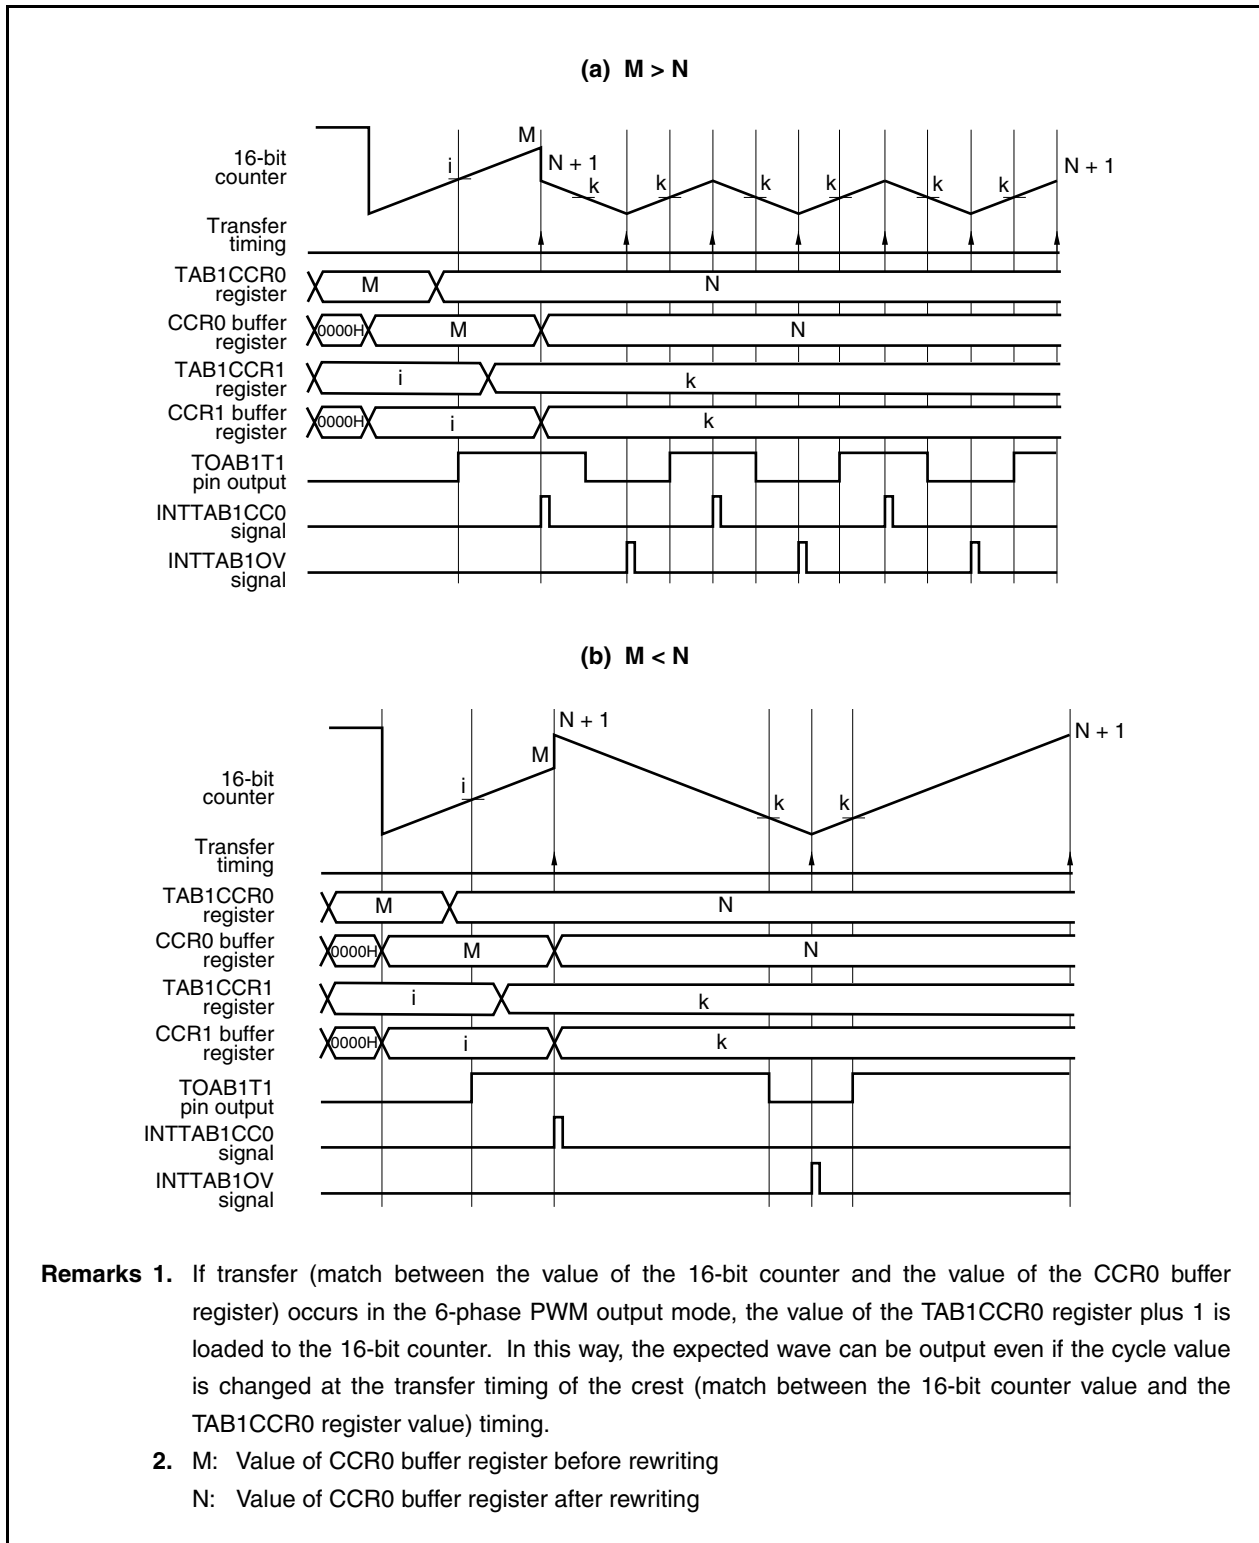 (a) M > N
M
i
N + 1
k
k
k
k
k
k
N + 1
16-bit
counter
Transfer
timing
TAB1CCR0
register
M
N
CCR0 buffer
register
0000H
M
N
TAB1CCR1
register
i
k
CCR1 buffer
register
0000H
i
k
TOAB1T1
pin output
INTTAB1CC0
signal
INTTAB1OV
signal
(b) M < N
N + 1
N + 1
M
i
k
k
16-bit
counter
Transfer
timing
TAB1CCR0
register
M
N
CCR0 buffer
register
0000H
M
N
TAB1CCR1
register
i
k
CCR1 buffer
register
0000H
i
k
TOAB1T1
pin output
INTTAB1CC0
signal
INTTAB1OV
signal
Remarks 1. If transfer (match between the value of the 16-bit counter and the value of the CCR0 buffer
register) occurs in the 6-phase PWM output mode, the value of the TAB1CCR0 register plus 1 is
loaded to the 16-bit counter. In this way, the expected wave can be output even if the cycle value
is changed at the transfer timing of the crest (match between the 16-bit counter value and the
TAB1CCR0 register value) timing.
2. M: Value of CCR0 buffer register before rewriting
N: Value of CCR0 buffer register after rewriting